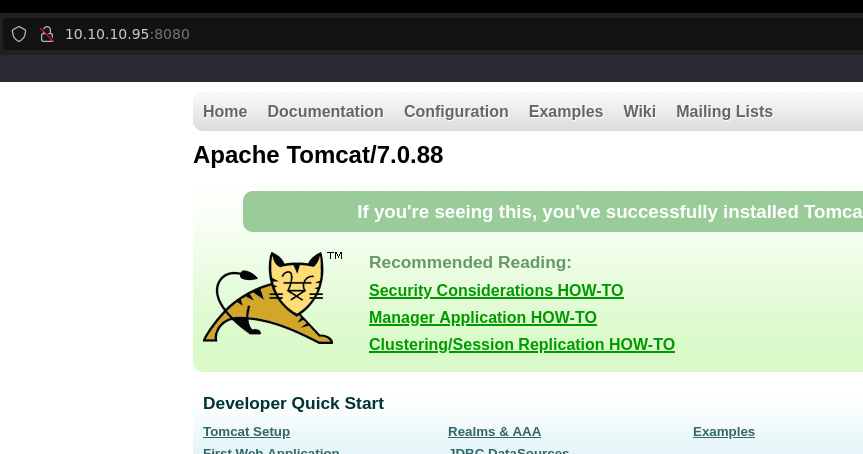 10.10.10.95:8080
Home Documentation Configuration Examples Wiki Mailing Lists
Apache Tomcat/7.0.88
If you're seeing this, you've successfully installed Tomca
TM
Recommended Reading:
Security Considerations HOW-TO
Manager Application HOW-TO
Clustering/Session Replication HOW-TO
Developer Quick Start
Tomcat Setup Realms & AAA Examples
First Web Application JDBC DataSources